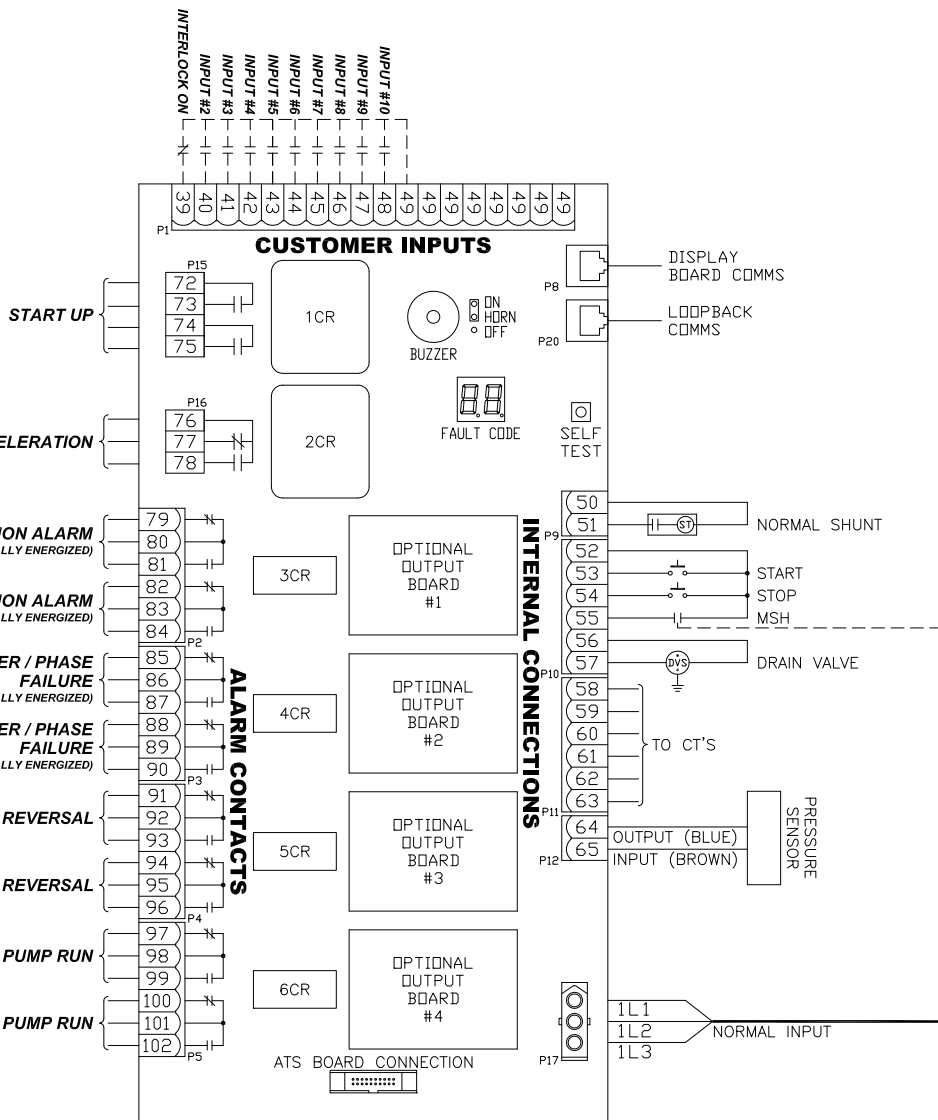 INTERLOCK ON
INPUT #2
INPUT #3
INPUT #4
INPUT #5
INPUT #6
INPUT #7
INPUT #8
INPUT #9
INPUT #10
39 40 41 42 43 44 45 46 47 48 49 49 49 49 49 49 49 49
P1
CUSTOMER INPUTS
P15
72
73
74
75
START UP
1CR
BUZZER
ON
HORN
OFF
P8
DISPLAY
BOARD COMMS
P20
LOOPBACK
COMMS
P16
76
77
78
ELERATION
2CR
FAULT CODE
SELF
TEST
ION ALARM
LLY ENERGIZED)
79
80
81
ION ALARM
LLY ENERGIZED)
82
83
84
P2
ER / PHASE
FAILURE
LLY ENERGIZED)
85
86
87
ER / PHASE
FAILURE
LLY ENERGIZED)
88
89
90
P3
REVERSAL
91
92
93
REVERSAL
94
95
96
P4
PUMP RUN
97
98
99
PUMP RUN
100
101
102
P5
ALARM CONTACTS
3CR
4CR
5CR
6CR
OPTIONAL
OUTPUT
BOARD
#1
OPTIONAL
OUTPUT
BOARD
#2
OPTIONAL
OUTPUT
BOARD
#3
OPTIONAL
OUTPUT
BOARD
#4
ATS BOARD CONNECTION
INTERNAL CONNECTIONS
50
51
P9
ST
NORMAL SHUNT
52
53
54
55
START
STOP
MSH
56
57
P10
DVS
DRAIN VALVE
58
59
60
61
62
63
P11
TO CT'S
64
65
P12
OUTPUT (BLUE)
INPUT (BROWN)
PRESSURE
SENSOR
P17
1L1
1L2
1L3
NORMAL INPUT